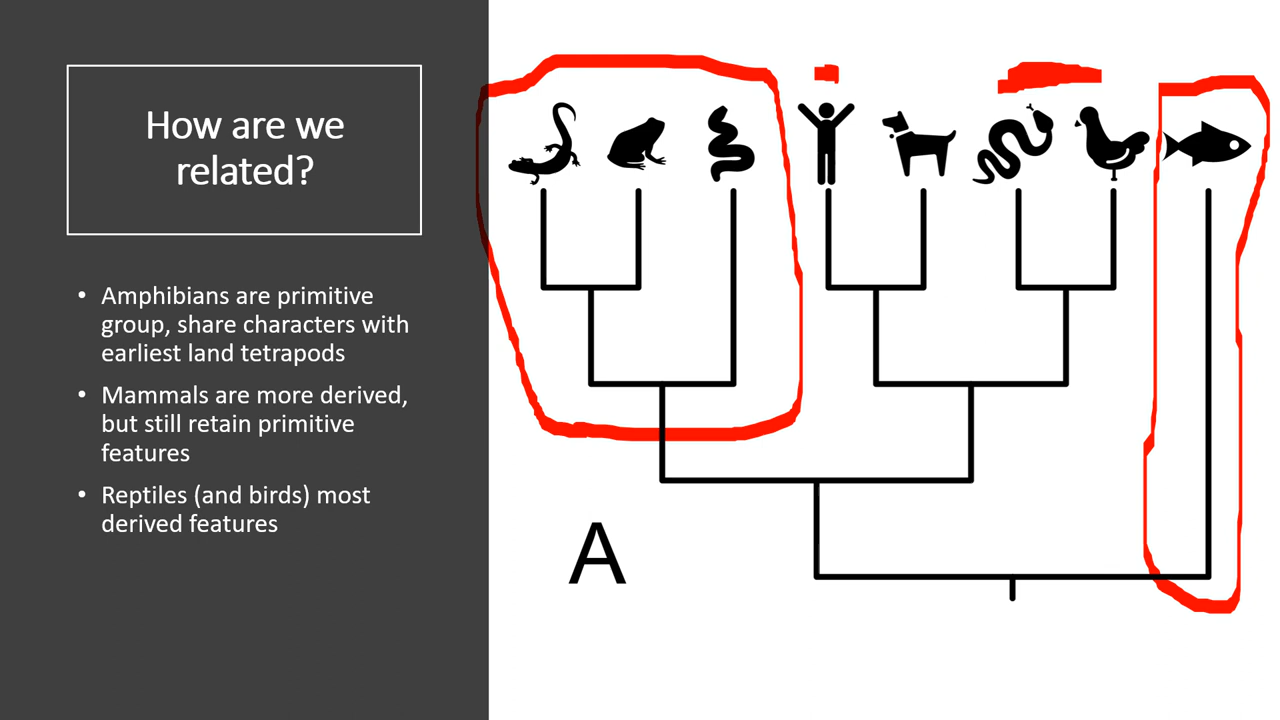 How are we
related?
• Amphibians are primitive
group, share characters with
earliest land tetrapods
• Mammals are more derived,
but still retain primitive
features
• Reptiles (and birds) most
derived features
A